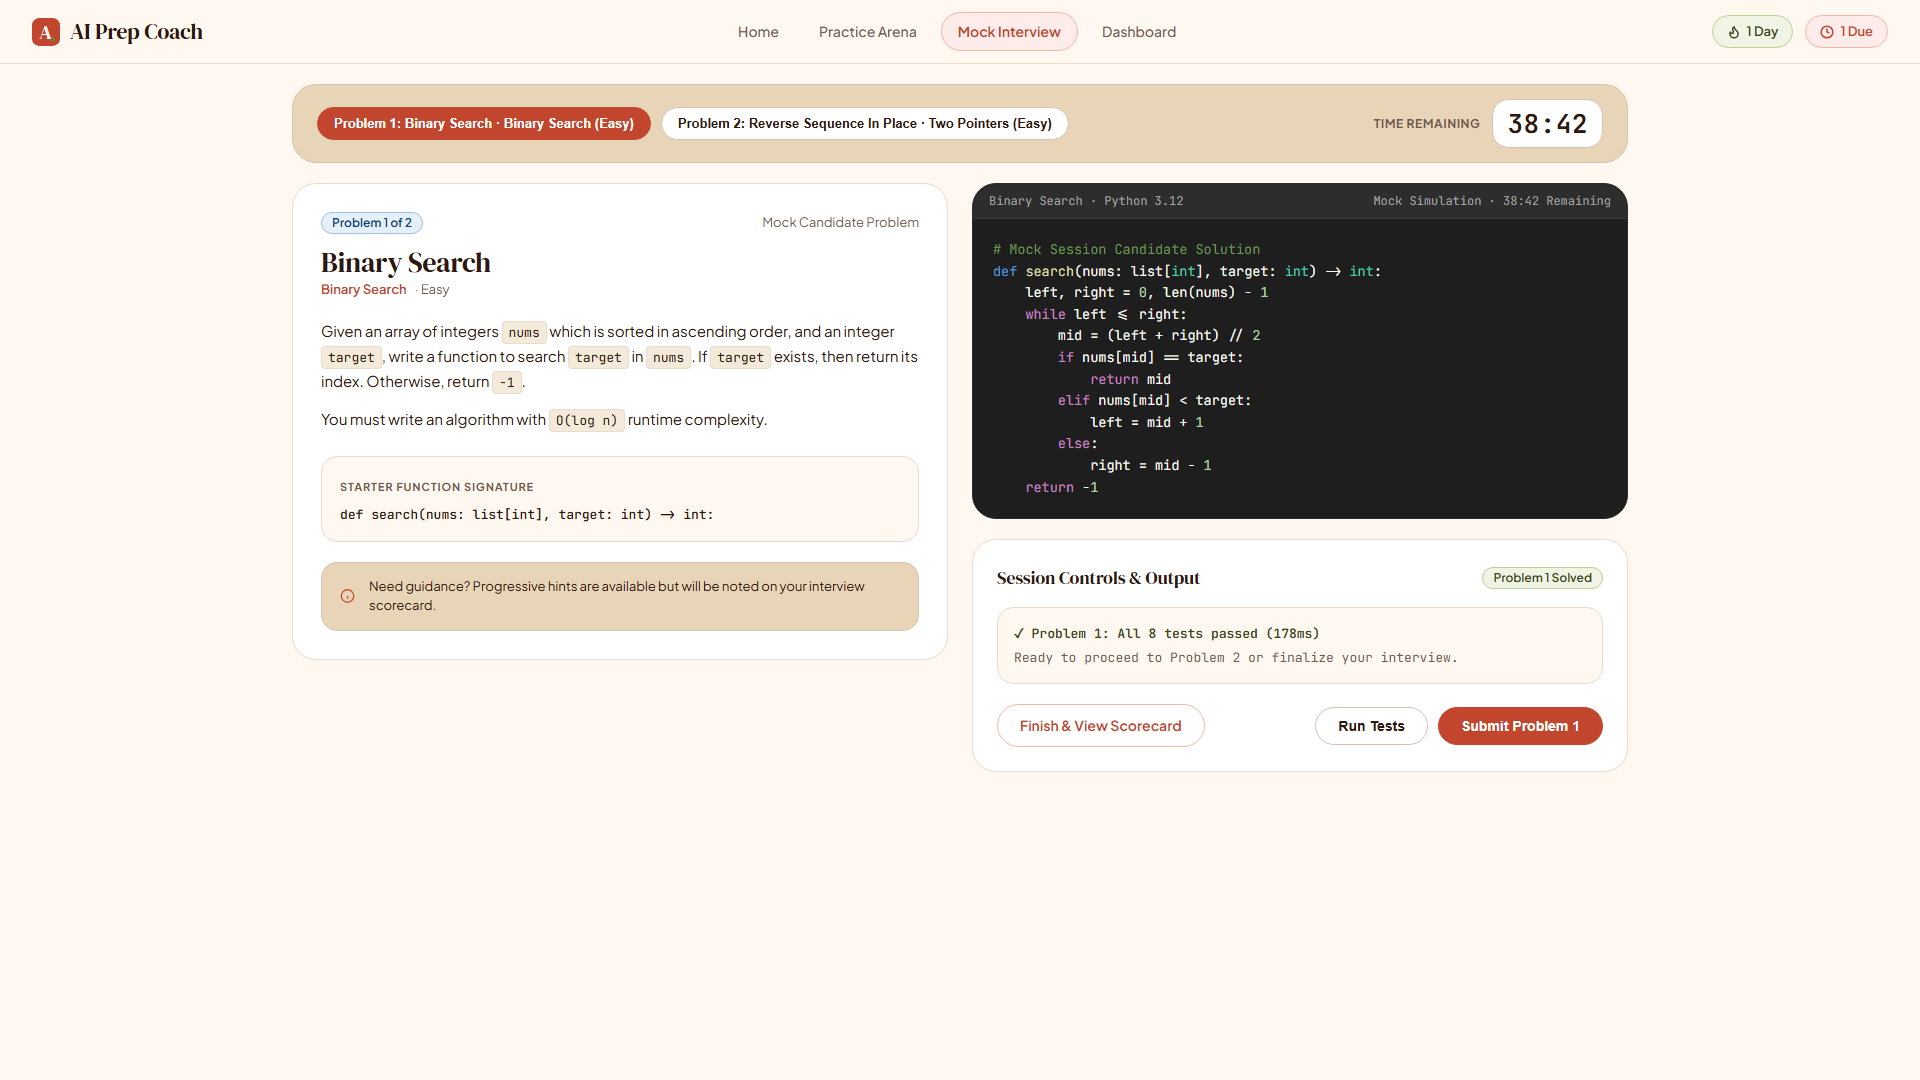 A AI Prep Coach
Home Practice Arena Mock Interview Dashboard
1 Day 1 Due
Problem 1: Binary Search · Binary Search (Easy) Problem 2: Reverse Sequence In Place · Two Pointers (Easy)
TIME REMAINING 38:42
Problem 1 of 2 Mock Candidate Problem
Binary Search
Binary Search · Easy
Given an array of integers nums which is sorted in ascending order, and an integer
target, write a function to search target in nums. If target exists, then return its
index. Otherwise, return -1.
You must write an algorithm with O(log n) runtime complexity.
STARTER FUNCTION SIGNATURE
def search(nums: list[int], target: int) -> int:
Need guidance? Progressive hints are available but will be noted on your interview
scorecard.
Binary Search · Python 3.12 Mock Simulation · 38:42 Remaining
# Mock Session Candidate Solution
def search(nums: list[int], target: int) -> int:
    left, right = 0, len(nums) - 1
    while left <= right:
        mid = (left + right) // 2
        if nums[mid] == target:
            return mid
        elif nums[mid] < target:
            left = mid + 1
        else:
            right = mid - 1
    return -1
Session Controls & Output Problem 1 Solved
✓ Problem 1: All 8 tests passed (178ms)
Ready to proceed to Problem 2 or finalize your interview.
Finish & View Scorecard Run Tests Submit Problem 1